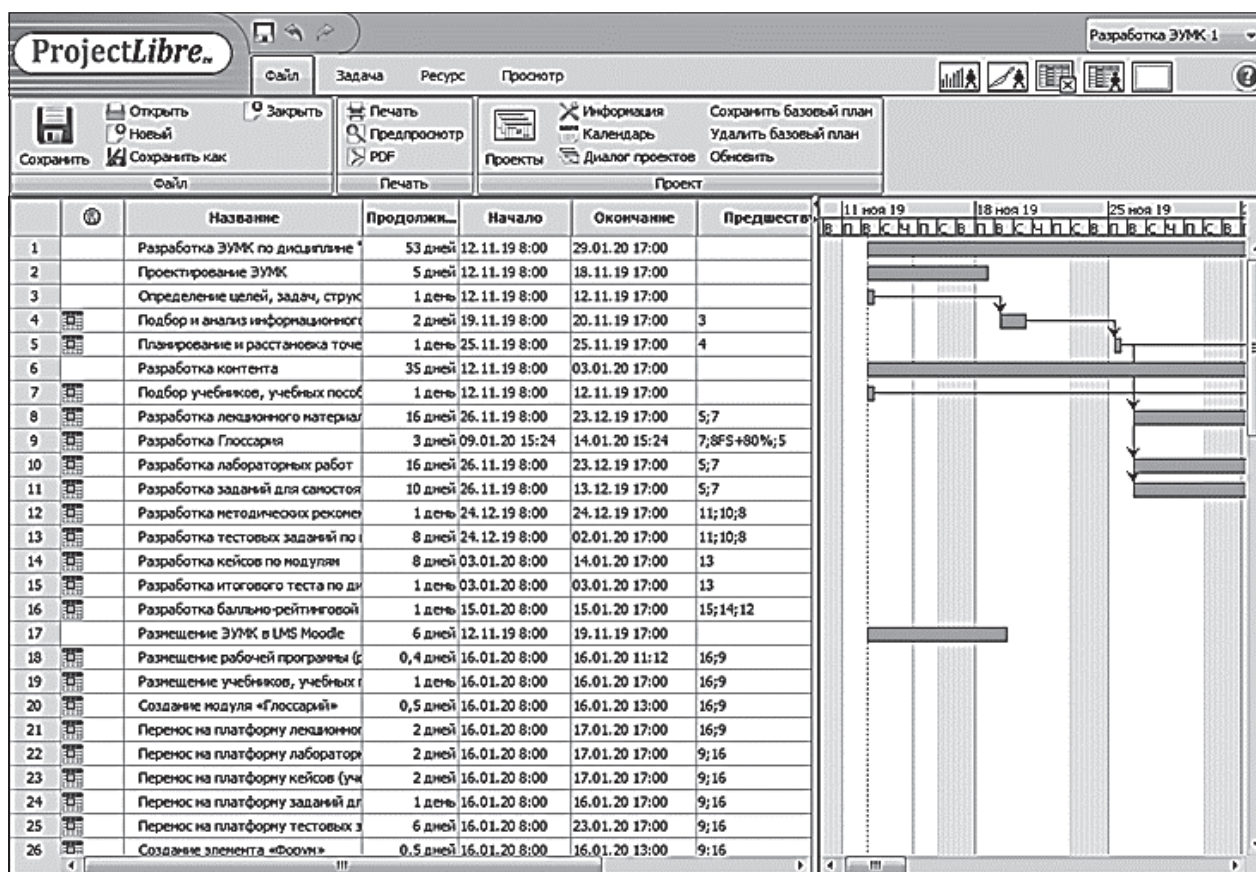 ProjectLibre™
Разработка ЭУМК-1
Файл Задача Ресурс Просмотр
Сохранить
Открыть
Новый
Сохранить как
Закрыть
Файл
Печать
Предпросмотр
PDF
Печать
Проекты
Информация
Календарь
Диалог проектов
Сохранить базовый план
Удалить базовый план
Обновить
Проект
Название Продолжи... Начало Окончание Предшеств
11 ноя 19 18 ноя 19 25 ноя 19
В П В С Ч П С В П В С Ч П С В П В С Ч П С В П
1 Разработка ЭУМК по дисциплине " 53 дней 12.11.19 8:00 29.01.20 17:00
2 Проектирование ЭУМК 5 дней 12.11.19 8:00 18.11.19 17:00
3 Определение целей, задач, струк 1 день 12.11.19 8:00 12.11.19 17:00
4 Подбор и анализ информационного 2 дней 19.11.19 8:00 20.11.19 17:00 3
5 Планирование и расстановка точе 1 день 25.11.19 8:00 25.11.19 17:00 4
6 Разработка контента 35 дней 12.11.19 8:00 03.01.20 17:00
7 Подбор учебников, учебных пособ 1 день 12.11.19 8:00 12.11.19 17:00
8 Разработка лекционного материал 16 дней 26.11.19 8:00 23.12.19 17:00 5;7
9 Разработка Глоссария 3 дней 09.01.20 15:24 14.01.20 15:24 7;8FS+80%;5
10 Разработка лабораторных работ 16 дней 26.11.19 8:00 23.12.19 17:00 5;7
11 Разработка заданий для самостоя 10 дней 26.11.19 8:00 13.12.19 17:00 5;7
12 Разработка методических рекомен 1 день 24.12.19 8:00 24.12.19 17:00 11;10;8
13 Разработка тестовых заданий по 8 дней 24.12.19 8:00 02.01.20 17:00 11;10;8
14 Разработка кейсов по модулям 8 дней 03.01.20 8:00 14.01.20 17:00 13
15 Разработка итогового теста по ди 1 день 03.01.20 8:00 03.01.20 17:00 13
16 Разработка балльно-рейтинговой 1 день 15.01.20 8:00 15.01.20 17:00 15;14;12
17 Размещение ЭУМК в LMS Moodle 6 дней 12.11.19 8:00 19.11.19 17:00
18 Размещение рабочей программы (р 0,4 дней 16.01.20 8:00 16.01.20 11:12 16;9
19 Размещение учебников, учебных п 1 день 16.01.20 8:00 16.01.20 17:00 16;9
20 Создание модуля «Глоссарий» 0,5 дней 16.01.20 8:00 16.01.20 13:00 16;9
21 Перенос на платформу лекционног 2 дней 16.01.20 8:00 17.01.20 17:00 16;9
22 Перенос на платформу лаборатор 2 дней 16.01.20 8:00 17.01.20 17:00 9;16
23 Перенос на платформу кейсов (уче 2 дней 16.01.20 8:00 17.01.20 17:00 9;16
24 Перенос на платформу заданий дл 1 день 16.01.20 8:00 16.01.20 17:00 9;16
25 Перенос на платформу тестовых з 6 дней 16.01.20 8:00 23.01.20 17:00 9;16
26 Создание элемента «Форум» 0,5 дней 16.01.20 8:00 16.01.20 13:00 9;16